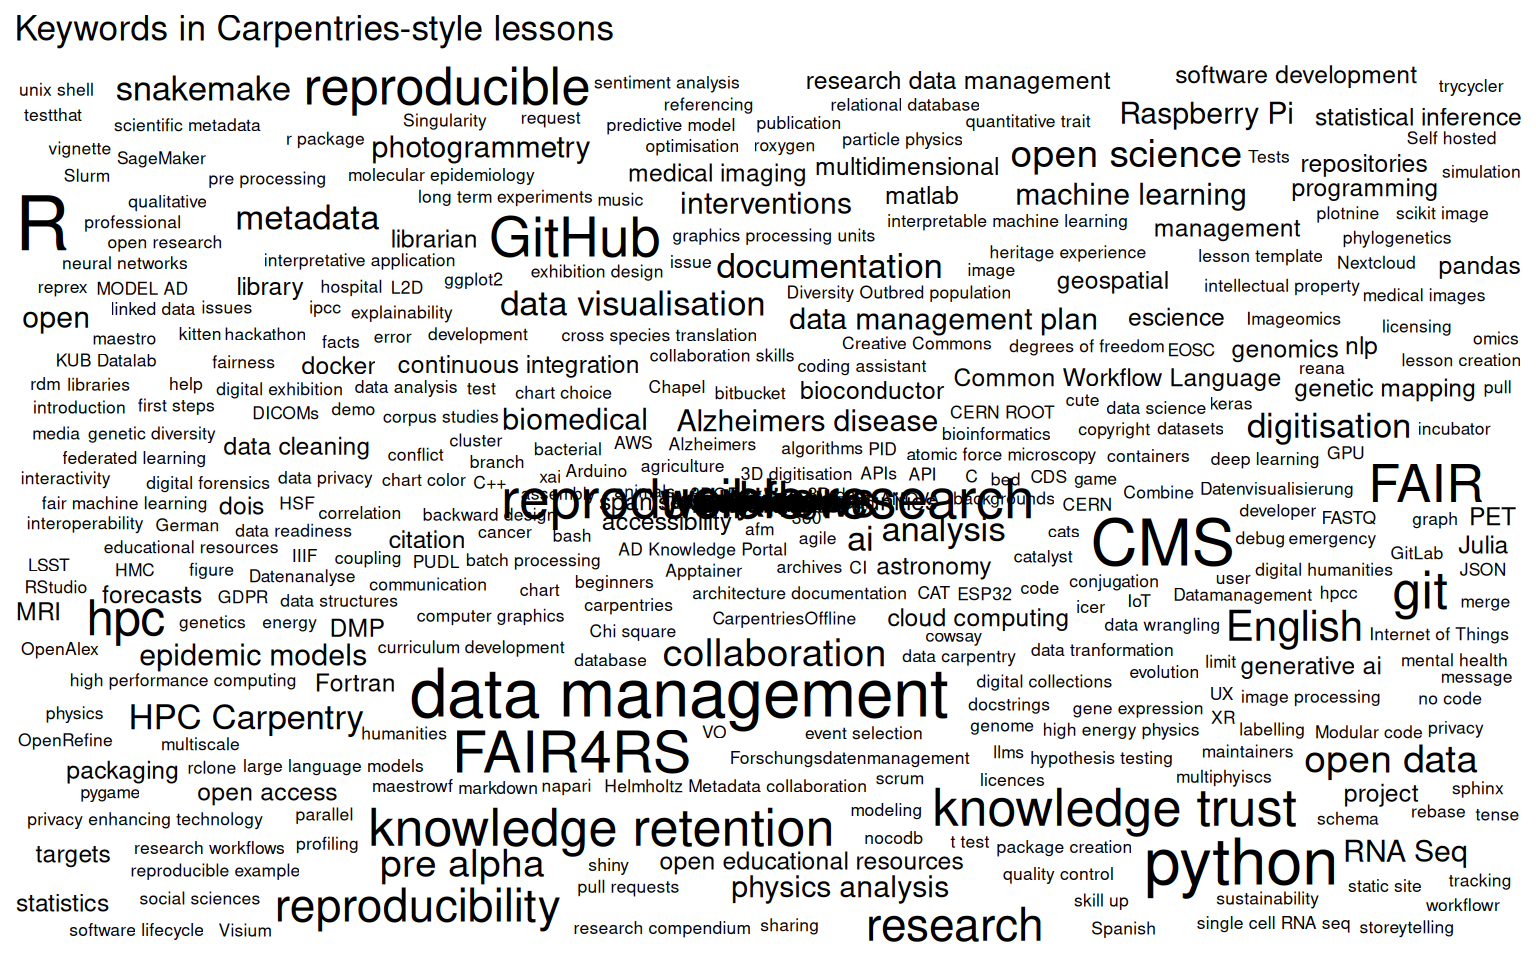 Keywords in Carpentries-style lessons
unix shell snakemake reproducible sentiment analysis research data management software development trycycler
testthat scientific metadata Singularity request referencing predictive model publication relational database quantitative trait Raspberry Pi statistical inference
vignette SageMaker r package photogrammetry optimisation roxygen particle physics open science Tests repositories Self hosted
Slurm pre processing molecular epidemiology medical imaging multidimensional machine learning programming simulation
R qualitative professional metadata long term experiments music interventions matlab interpretable machine learning management plotnine scikit image
open research librarian GitHub graphics processing units heritage experience lesson template phylogenetics
neural networks interpretative application exhibition design issue documentation image geospatial Nextcloud pandas
reprex MODEL AD library hospital L2D ggplot2 Diversity Outbred population intellectual property medical images
open linked data issues ipcc explainability data visualisation data management plan escience Imageomics licensing
maestro kitten hackathon facts error development cross species translation Creative Commons degrees of freedom EOSC genomics nlp omics
KUB Datalab fairness docker continuous integration collaboration skills coding assistant reana lesson creation
rdm libraries help digital exhibition data analysis test chart choice Chapel bitbucket bioconductor Common Workflow Language genetic mapping pull
introduction first steps DICOMs demo corpus studies biomedical Alzheimers disease CERN ROOT cute data science keras
media genetic diversity data cleaning cluster bioinformatics copyright datasets digitisation incubator
federated learning conflict branch bacterial AWS Alzheimers algorithms PID atomic force microscopy containers deep learning GPU
interactivity digital forensics data privacy chart color C++ xai Arduino agriculture 3D digitisation APIs API C bed CDS game FAIR
fair machine learning dois HSF reproducible research backgrounds CERN Combine Datenvisualisierung
interoperability German correlation backward design accessibility afm 360 analysis developer FASTQ graph PET
educational resources data readiness citation cancer bash agile ai cats CMS debug emergency GitLab Julia
LSST HMC figure IIIF coupling PUDL batch processing AD Knowledge Portal archives CI astronomy catalyst digital humanities JSON
RStudio forecasts GDPR Datenanalyse data structures communication chart beginners Apptainer architecture documentation CAT ESP32 code conjugation user Datamanagement hpcc git merge
MRI hpc genetics energy DMP computer graphics carpentries CarpentriesOffline cloud computing icer IoT data wrangling English Internet of Things
OpenAlex epidemic models curriculum development Chi square database collaboration cowsay data carpentry data tranformation evolution limit generative ai mental health
high performance computing Fortran data management digital collections UX image processing message no code
physics HPC Carpentry docstrings gene expression XR
OpenRefine multiscale humanities FAIR4RS VO event selection genome high energy physics labelling Modular code privacy
packaging rclone large language models Forschungsdatenmanagement llms hypothesis testing maintainers open data
pygame open access maestrowf markdown napari Helmholtz Metadata collaboration scrum licences multiphyiscs project sphinx
privacy enhancing technology parallel knowledge retention modeling knowledge trust schema rebase tense
targets research workflows profiling nocodb t test package creation python RNA Seq
reproducible example pre alpha shiny open educational resources quality control static site tracking
statistics social sciences reproducibility pull requests physics analysis skill up sustainability workflowr
software lifecycle Visium research compendium sharing research Spanish single cell RNA seq storeytelling